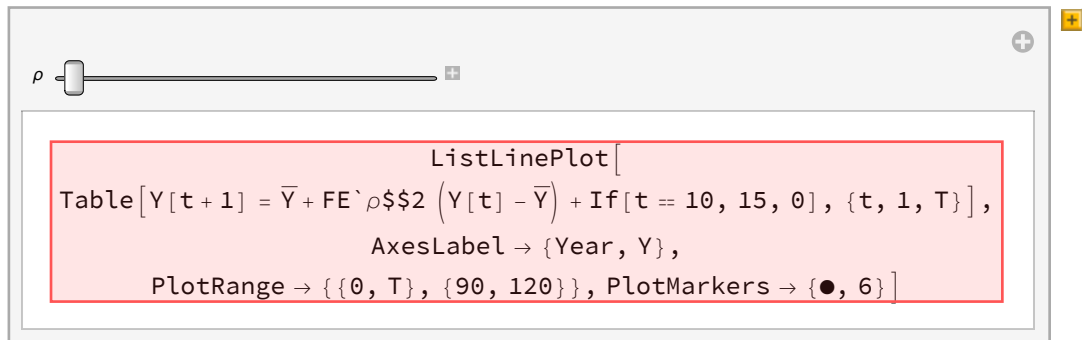 ρ
ListLinePlot[
Table[Y[t + 1] = Y̅ + FE`ρ$$2 (Y[t] - Y̅) + If[t == 10, 15, 0], {t, 1, T}],
AxesLabel → {Year, Y},
PlotRange → {{0, T}, {90, 120}}, PlotMarkers → {●, 6}]